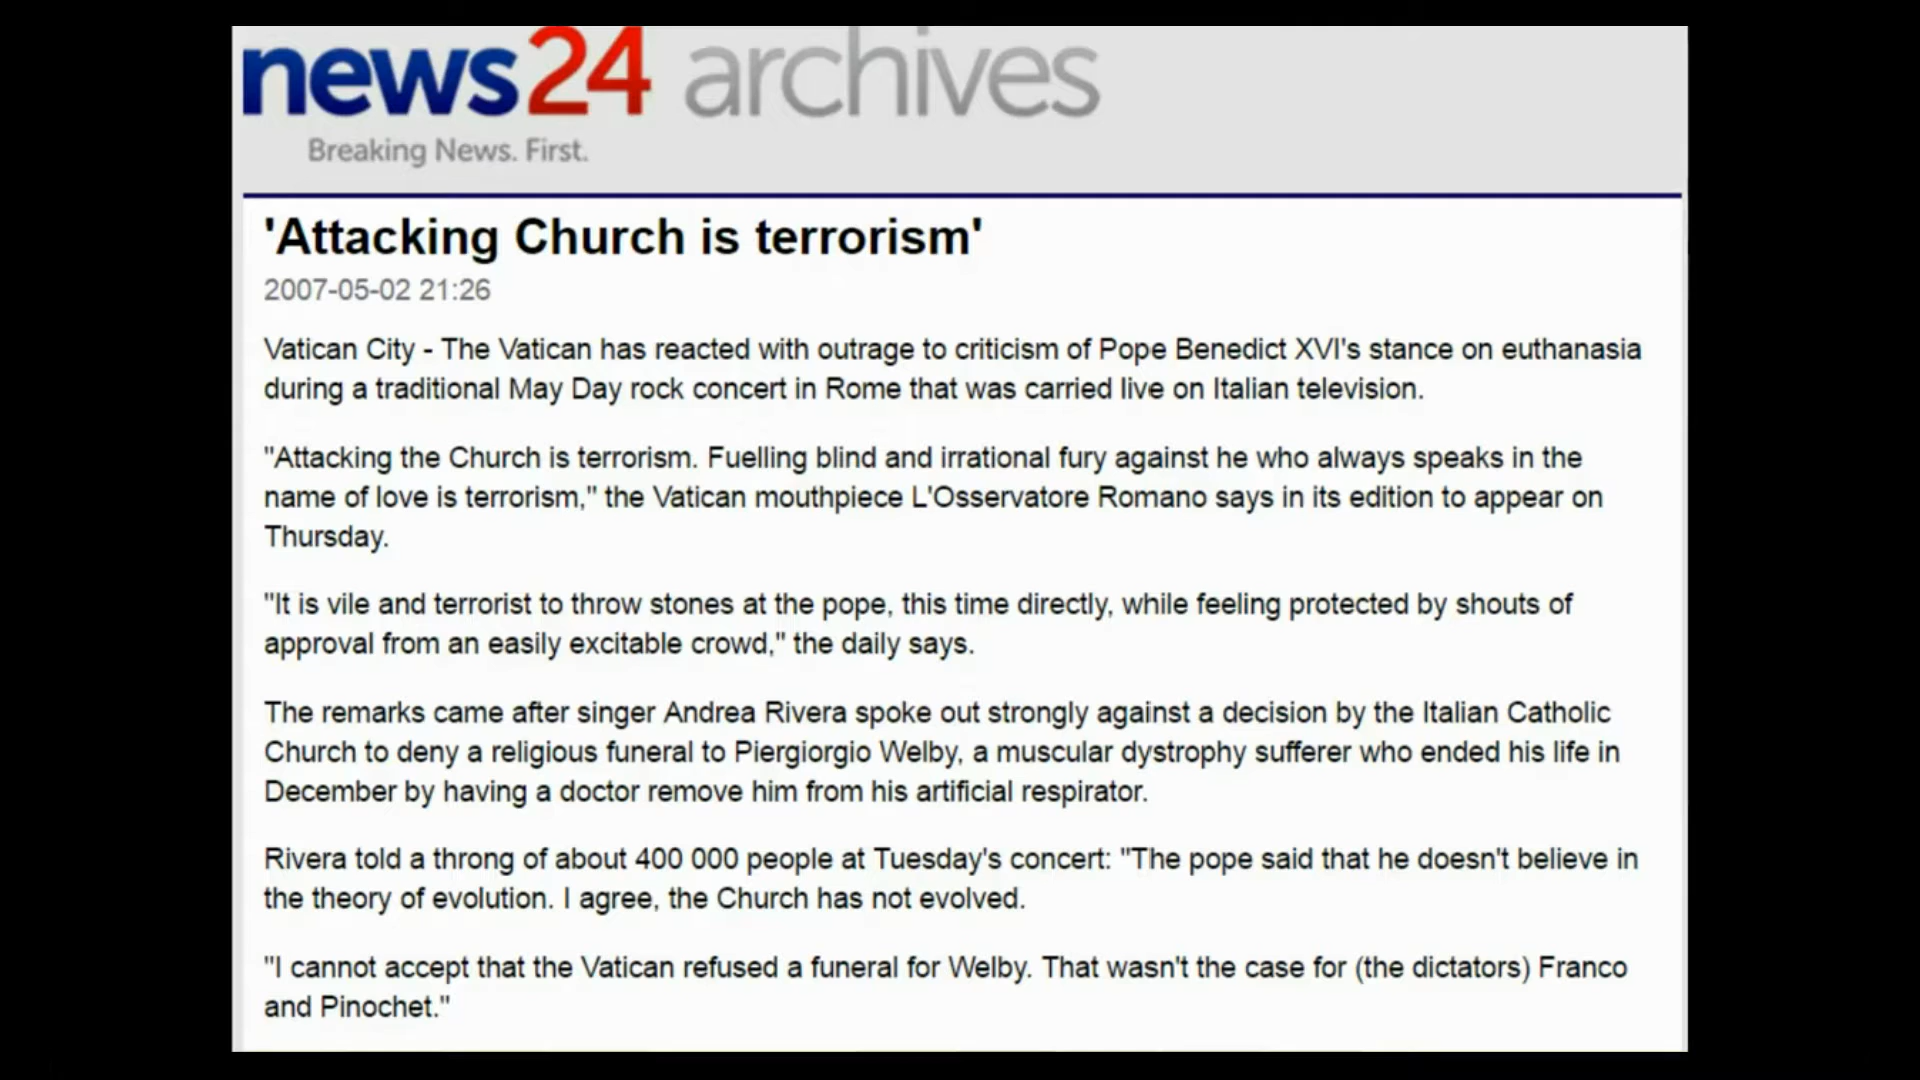 news24 archives
Breaking News. First.
'Attacking Church is terrorism'
2007-05-02 21:26
Vatican City - The Vatican has reacted with outrage to criticism of Pope Benedict XVI's stance on euthanasia
during a traditional May Day rock concert in Rome that was carried live on Italian television.
"Attacking the Church is terrorism. Fuelling blind and irrational fury against he who always speaks in the
name of love is terrorism," the Vatican mouthpiece L'Osservatore Romano says in its edition to appear on
Thursday.
"It is vile and terrorist to throw stones at the pope, this time directly, while feeling protected by shouts of
approval from an easily excitable crowd," the daily says.
The remarks came after singer Andrea Rivera spoke out strongly against a decision by the Italian Catholic
Church to deny a religious funeral to Piergiorgio Welby, a muscular dystrophy sufferer who ended his life in
December by having a doctor remove him from his artificial respirator.
Rivera told a throng of about 400 000 people at Tuesday's concert: "The pope said that he doesn't believe in
the theory of evolution. I agree, the Church has not evolved.
"I cannot accept that the Vatican refused a funeral for Welby. That wasn't the case for (the dictators) Franco
and Pinochet."